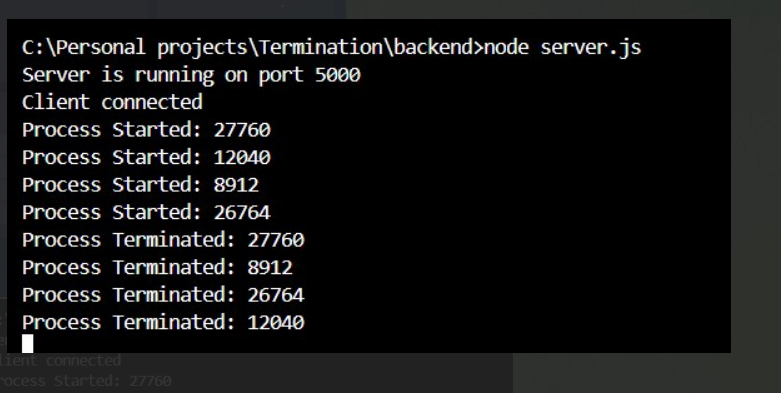 C:\Personal projects\Termination\backend>node server.js
Server is running on port 5000
Client connected
Process Started: 27760
Process Started: 12040
Process Started: 8912
Process Started: 26764
Process Terminated: 27760
Process Terminated: 8912
Process Terminated: 26764
Process Terminated: 12040
lient connected
rocess Started: 27760